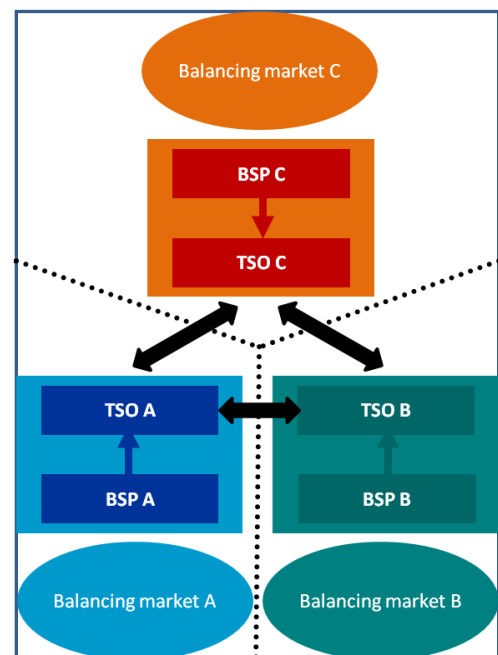 Balancing market C
BSP C
TSO C
TSO A
TSO B
BSP A
BSP B
Balancing market A
Balancing market B